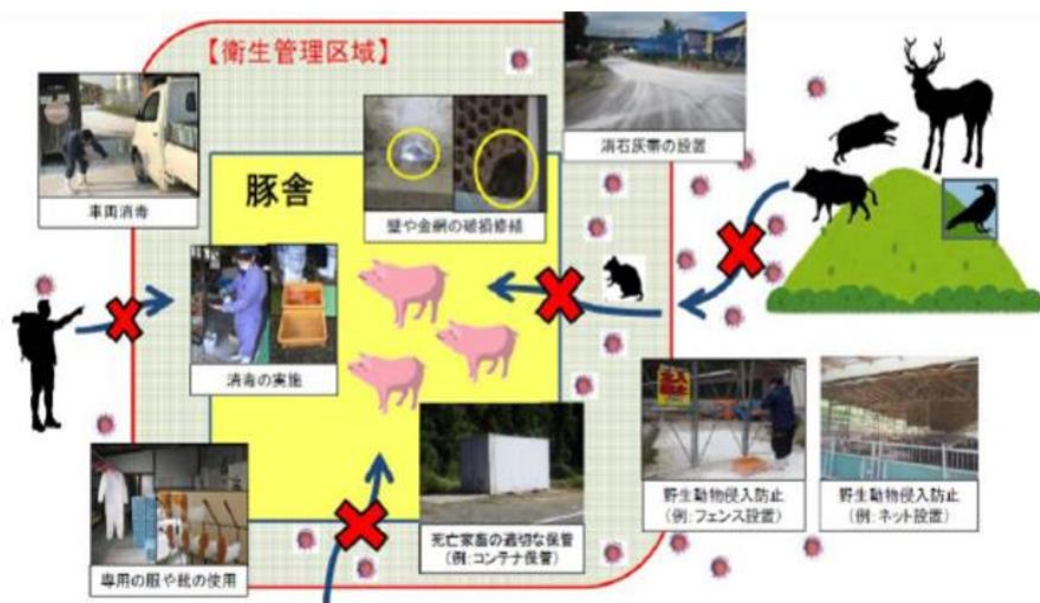 【衛生管理区域】
車両消毒
消石灰帯の設置
豚舎
壁や金網の破損修繕
消毒の実施
専用の服や靴の使用
死亡家畜の適切な保管
(例:コンテナ保管)
野生動物侵入防止
(例:フェンス設置)
野生動物侵入防止
(例:ネット設置)